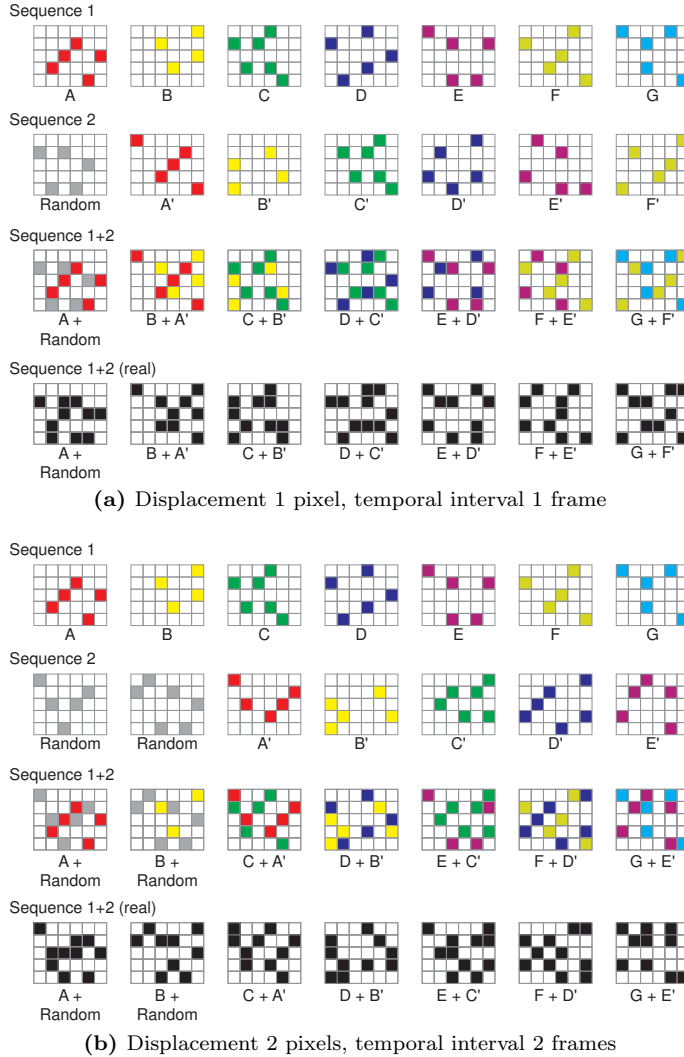 Sequence 1
A B C D E F G
Sequence 2
Random A' B' C' D' E' F'
Sequence 1+2
A + Random B + A' C + B' D + C' E + D' F + E' G + F'
Sequence 1+2 (real)
A + Random B + A' C + B' D + C' E + D' F + E' G + F'
(a) Displacement 1 pixel, temporal interval 1 frame
Sequence 1
A B C D E F G
Sequence 2
Random Random A' B' C' D' E'
Sequence 1+2
A + Random B + Random C + A' D + B' E + C' F + D' G + E'
Sequence 1+2 (real)
A + Random B + Random C + A' D + B' E + C' F + D' G + E'
(b) Displacement 2 pixels, temporal interval 2 frames